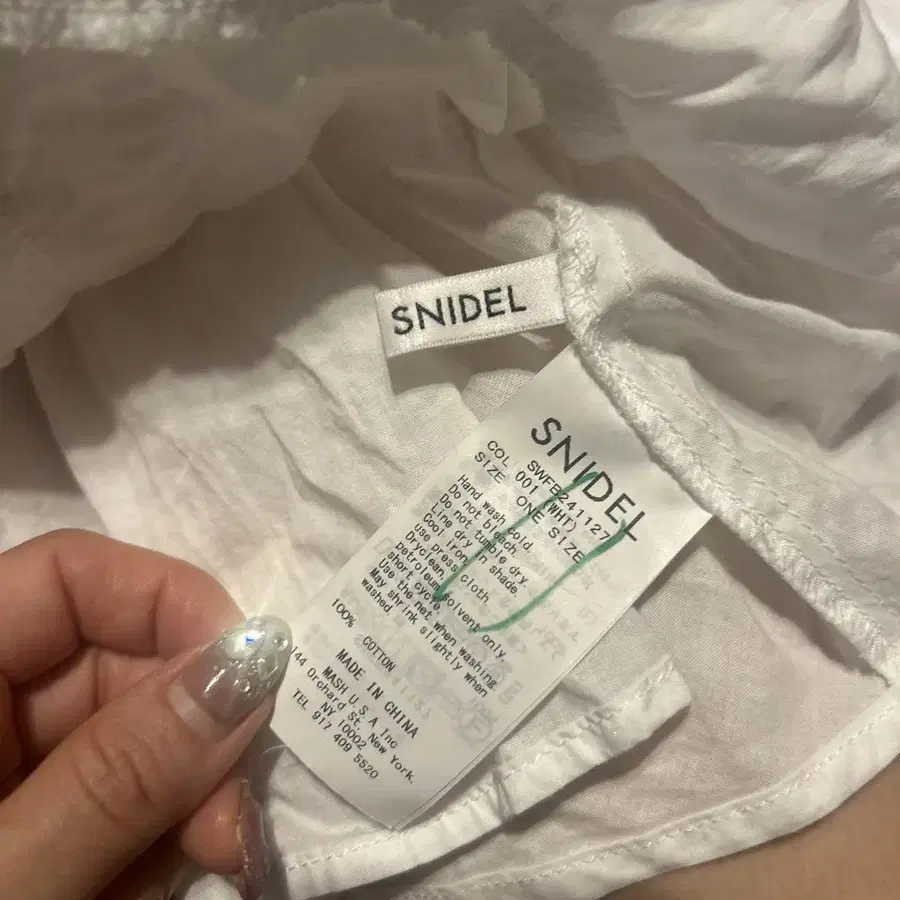 SNIDEL
SNIDEL
SWFB241127
COL 001 (WHT)
SIZE ONE SIZE
Hand wash cold.
Do not bleach.
Do not tumble dry.
Line dry in shade.
Cool iron,
use press cloth
Dryclean,
petroleum solvent only.
short cycle.
Use the net when washing
May shrink slightly when
washed.
100% COTTON
MADE IN CHINA
MASH U.S.A Inc
144 Orchard St. New York.
NY 10002
TEL 917 409 5520